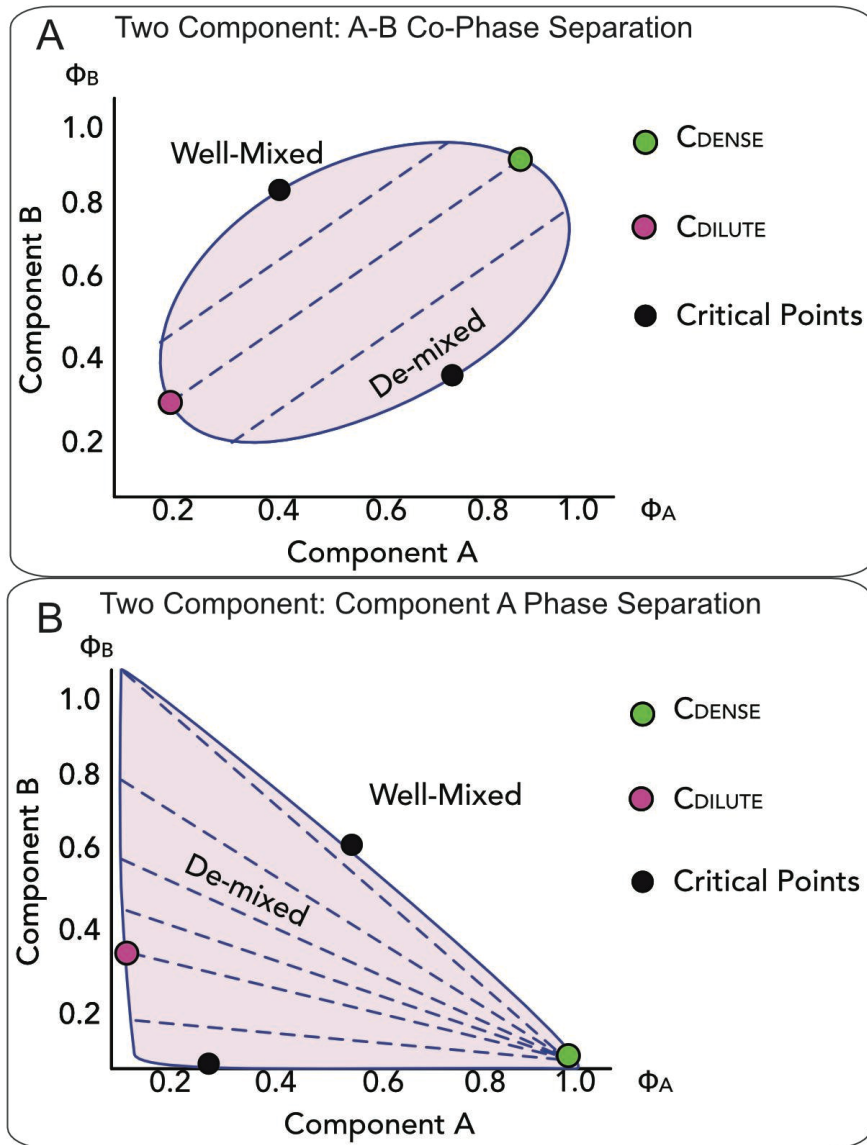 A
Two Component: A-B Co-Phase Separation
ΦB
1.0
0.8
0.6
0.4
0.2
Component B
Well-Mixed
De-mixed
CDENSE
CDILUTE
Critical Points
0.2 0.4 0.6 0.8 1.0 ΦA
Component A
B
Two Component: Component A Phase Separation
ΦB
1.0
0.8
0.6
0.4
0.2
Component B
Well-Mixed
De-mixed
CDENSE
CDILUTE
Critical Points
0.2 0.4 0.6 0.8 1.0 ΦA
Component A